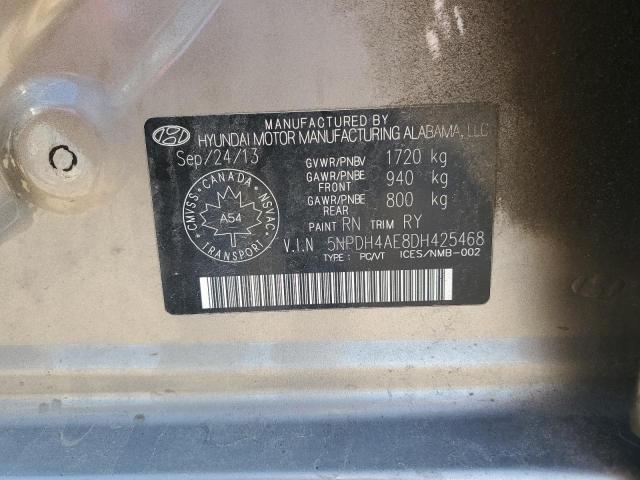 MANUFACTURED BY
HYUNDAI MOTOR MANUFACTURING ALABAMA, LLC
Sep/24/13
GVWR/PNBV 1720 kg
GAWR/PNBE FRONT 940 kg
GAWR/PNBE REAR 800 kg
PAINT RN TRIM RY
V.I.N 5NPDH4AE8DH425468
TYPE: PC/VT ICES/NMB-002
CMVSS CANADA NSVAC
A54
TRANSPORT